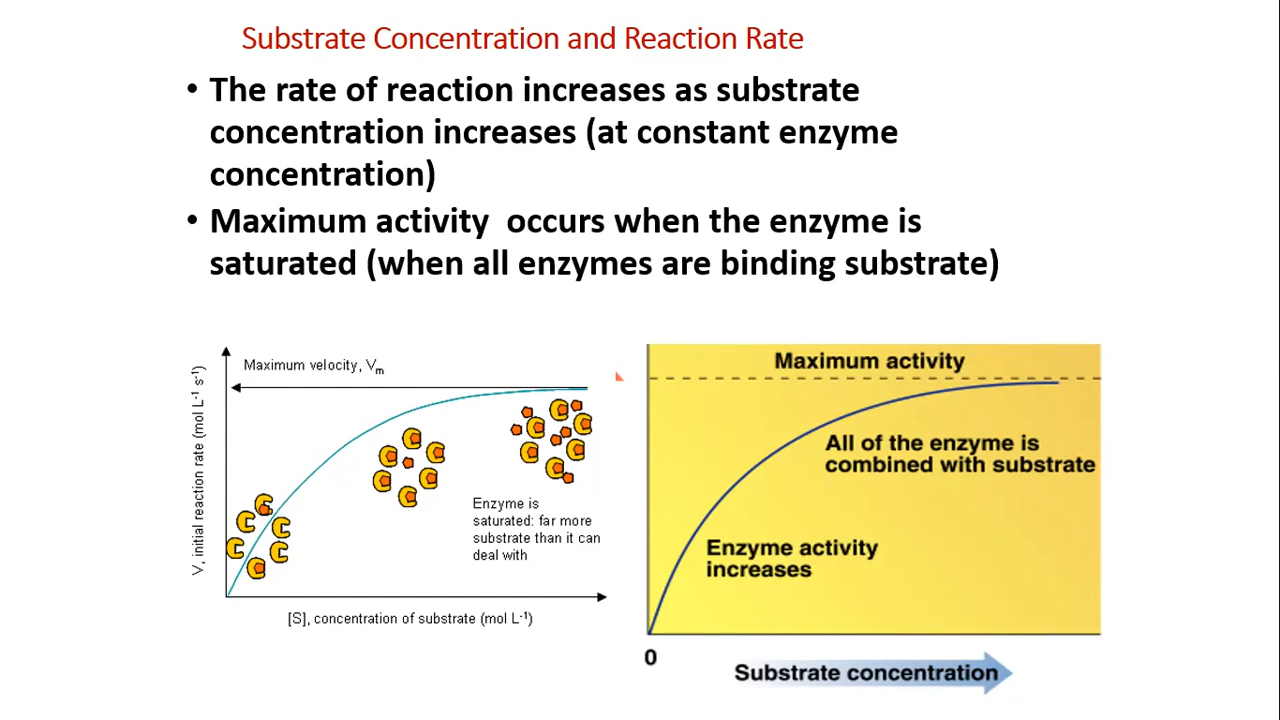 Substrate Concentration and Reaction Rate
• The rate of reaction increases as substrate
concentration increases (at constant enzyme
concentration)
• Maximum activity  occurs when the enzyme is
saturated (when all enzymes are binding substrate)
Maximum velocity, Vm
V, initial reaction rate (mol L-1 s-1)
Enzyme is
saturated: far more
substrate than it can
deal with
[S], concentration of substrate (mol L-1)
Maximum activity
All of the enzyme is
combined with substrate
Enzyme activity
increases
0
Substrate concentration